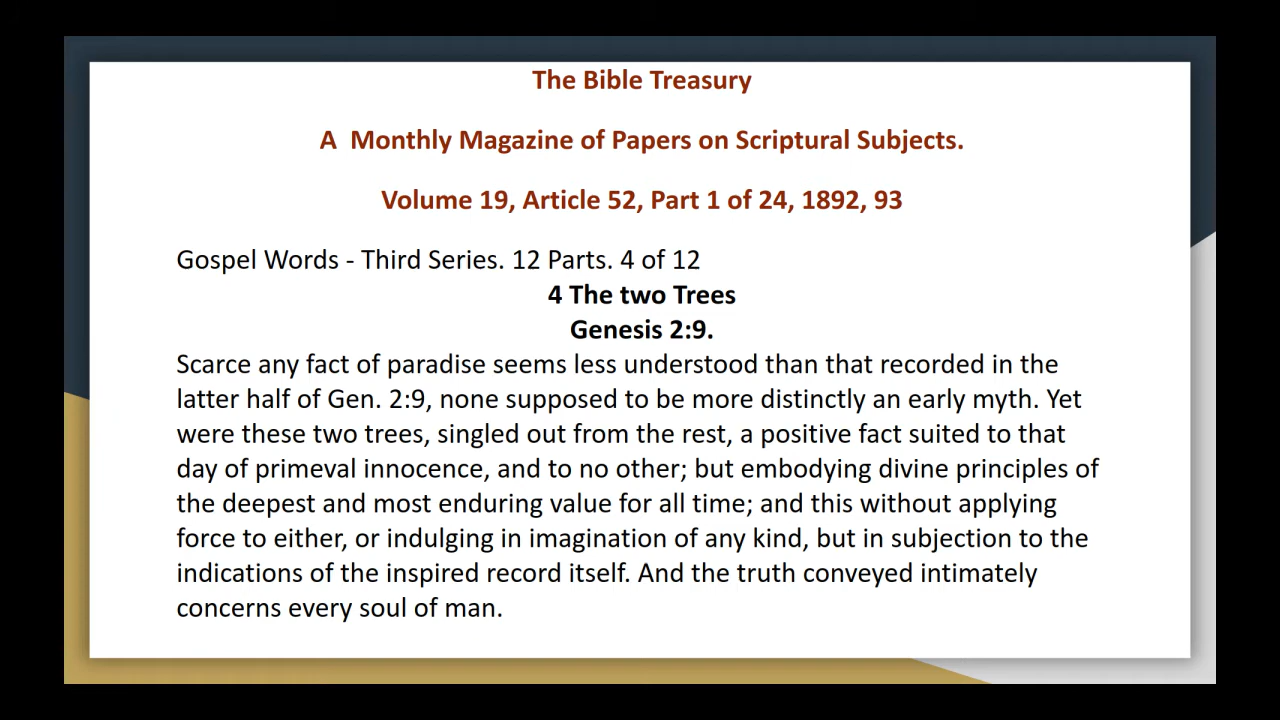 The Bible Treasury
A  Monthly Magazine of Papers on Scriptural Subjects.
Volume 19, Article 52, Part 1 of 24, 1892, 93
Gospel Words - Third Series. 12 Parts. 4 of 12
4 The two Trees
Genesis 2:9.
Scarce any fact of paradise seems less understood than that recorded in the
latter half of Gen. 2:9, none supposed to be more distinctly an early myth. Yet
were these two trees, singled out from the rest, a positive fact suited to that
day of primeval innocence, and to no other; but embodying divine principles of
the deepest and most enduring value for all time; and this without applying
force to either, or indulging in imagination of any kind, but in subjection to the
indications of the inspired record itself. And the truth conveyed intimately
concerns every soul of man.